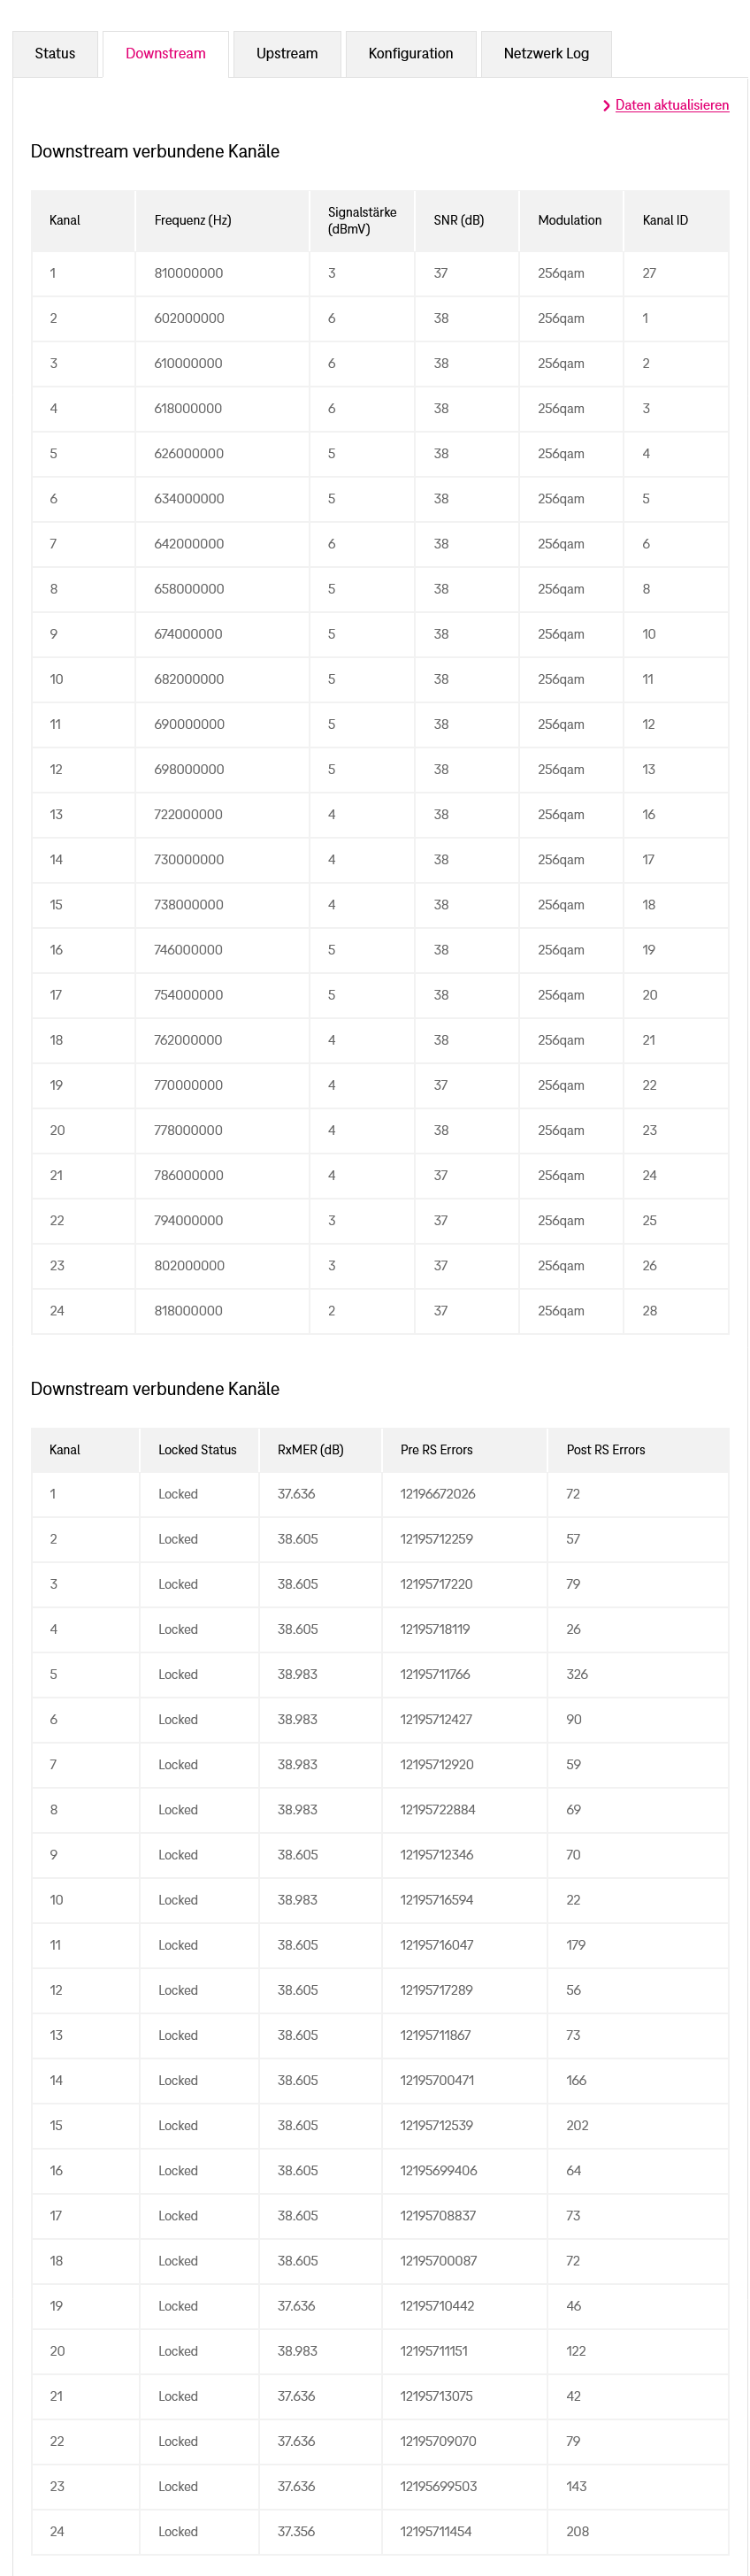 Status Downstream Upstream Konfiguration Netzwerk Log
Daten aktualisieren
Downstream verbundene Kanäle
Kanal Frequenz (Hz) Signalstärke (dBmV) SNR (dB) Modulation Kanal ID
1 810000000 3 37 256qam 27
2 602000000 6 38 256qam 1
3 610000000 6 38 256qam 2
4 618000000 6 38 256qam 3
5 626000000 5 38 256qam 4
6 634000000 5 38 256qam 5
7 642000000 6 38 256qam 6
8 658000000 5 38 256qam 8
9 674000000 5 38 256qam 10
10 682000000 5 38 256qam 11
11 690000000 5 38 256qam 12
12 698000000 5 38 256qam 13
13 722000000 4 38 256qam 16
14 730000000 4 38 256qam 17
15 738000000 4 38 256qam 18
16 746000000 5 38 256qam 19
17 754000000 5 38 256qam 20
18 762000000 4 38 256qam 21
19 770000000 4 37 256qam 22
20 778000000 4 38 256qam 23
21 786000000 4 37 256qam 24
22 794000000 3 37 256qam 25
23 802000000 3 37 256qam 26
24 818000000 2 37 256qam 28
Downstream verbundene Kanäle
Kanal Locked Status RxMER (dB) Pre RS Errors Post RS Errors
1 Locked 37.636 12196672026 72
2 Locked 38.605 12195712259 57
3 Locked 38.605 12195717220 79
4 Locked 38.605 12195718119 26
5 Locked 38.983 12195711766 326
6 Locked 38.983 12195712427 90
7 Locked 38.983 12195712920 59
8 Locked 38.983 12195722884 69
9 Locked 38.605 12195712346 70
10 Locked 38.983 12195716594 22
11 Locked 38.605 12195716047 179
12 Locked 38.605 12195717289 56
13 Locked 38.605 12195711867 73
14 Locked 38.605 12195700471 166
15 Locked 38.605 12195712539 202
16 Locked 38.605 12195699406 64
17 Locked 38.605 12195708837 73
18 Locked 38.605 12195700087 72
19 Locked 37.636 12195710442 46
20 Locked 38.983 12195711151 122
21 Locked 37.636 12195713075 42
22 Locked 37.636 12195709070 79
23 Locked 37.636 12195699503 143
24 Locked 37.356 12195711454 208